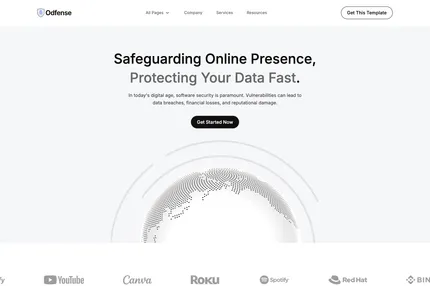 Odfense
All Pages
Company
Services
Resources
Get This Template
Safeguarding Online Presence,
Protecting Your Data Fast.
In today's digital age, software security is paramount. Vulnerabilities can lead to
data breaches, financial losses, and reputational damage.
Get Started Now
YouTube
Canva
Roku
Spotify
Red Hat
BIN